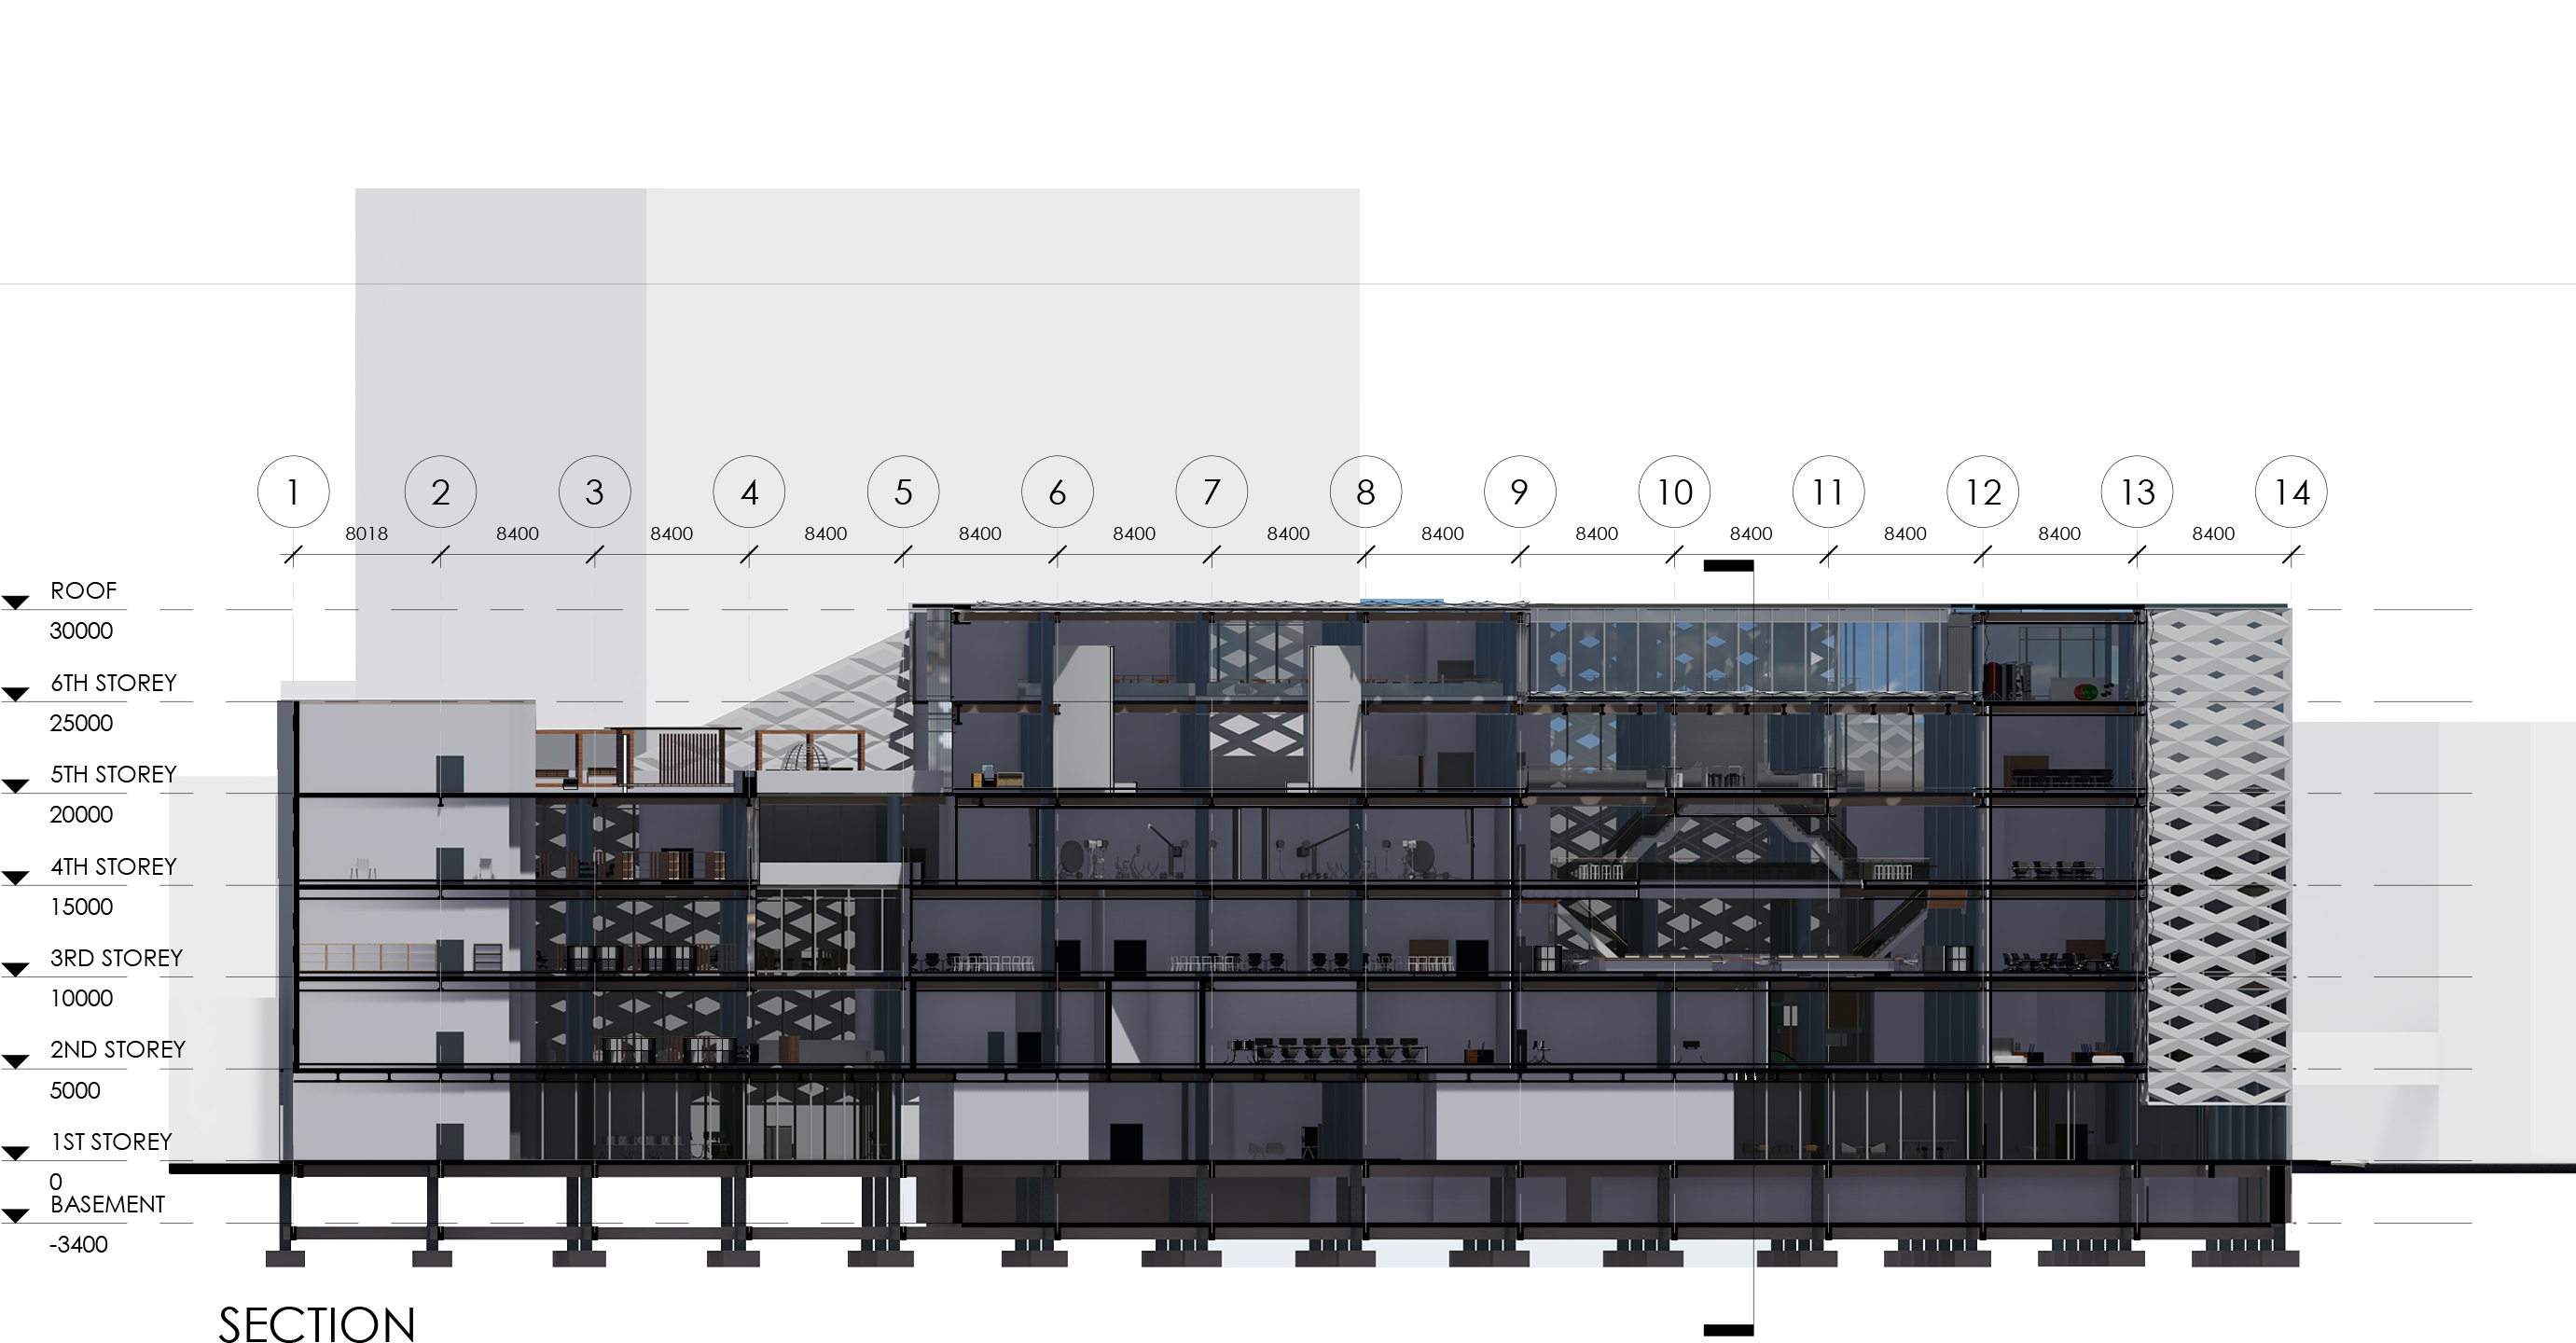 1 2 3 4 5 6 7 8 9 10 11 12 13 14
8018 8400 8400 8400 8400 8400 8400 8400 8400 8400 8400 8400 8400
ROOF
30000
6TH STOREY
25000
5TH STOREY
20000
4TH STOREY
15000
3RD STOREY
10000
2ND STOREY
5000
1ST STOREY
0
BASEMENT
-3400
SECTION